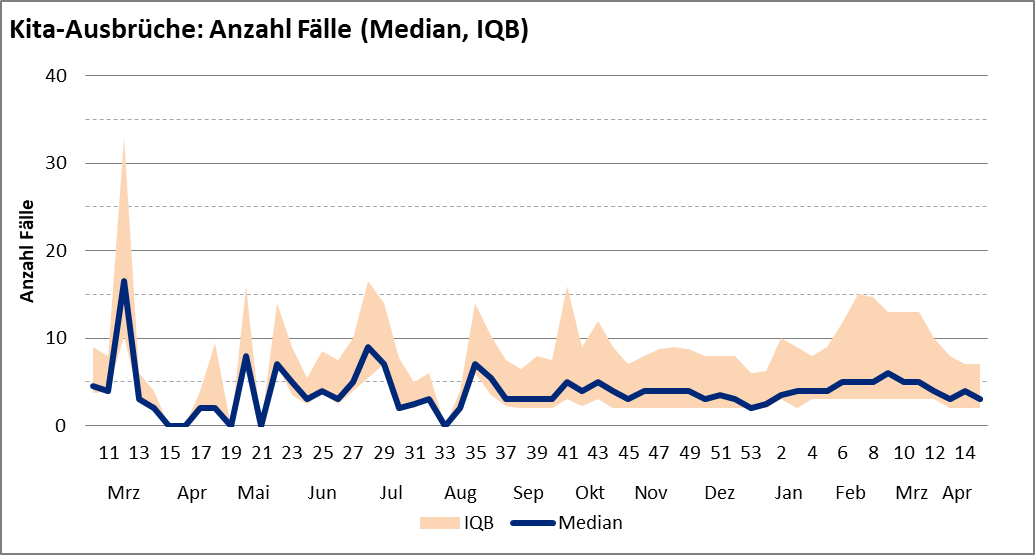 Kita-Ausbrüche: Anzahl Fälle (Median, IQB)
40
30
20
10
0
Anzahl Fälle
11 13 15 17 19 21 23 25 27 29 31 33 35 37 39 41 43 45 47 49 51 53 2 4 6 8 10 12 14
Mrz Apr Mai Jun Jul Aug Sep Okt Nov Dez Jan Feb Mrz Apr
IQB Median